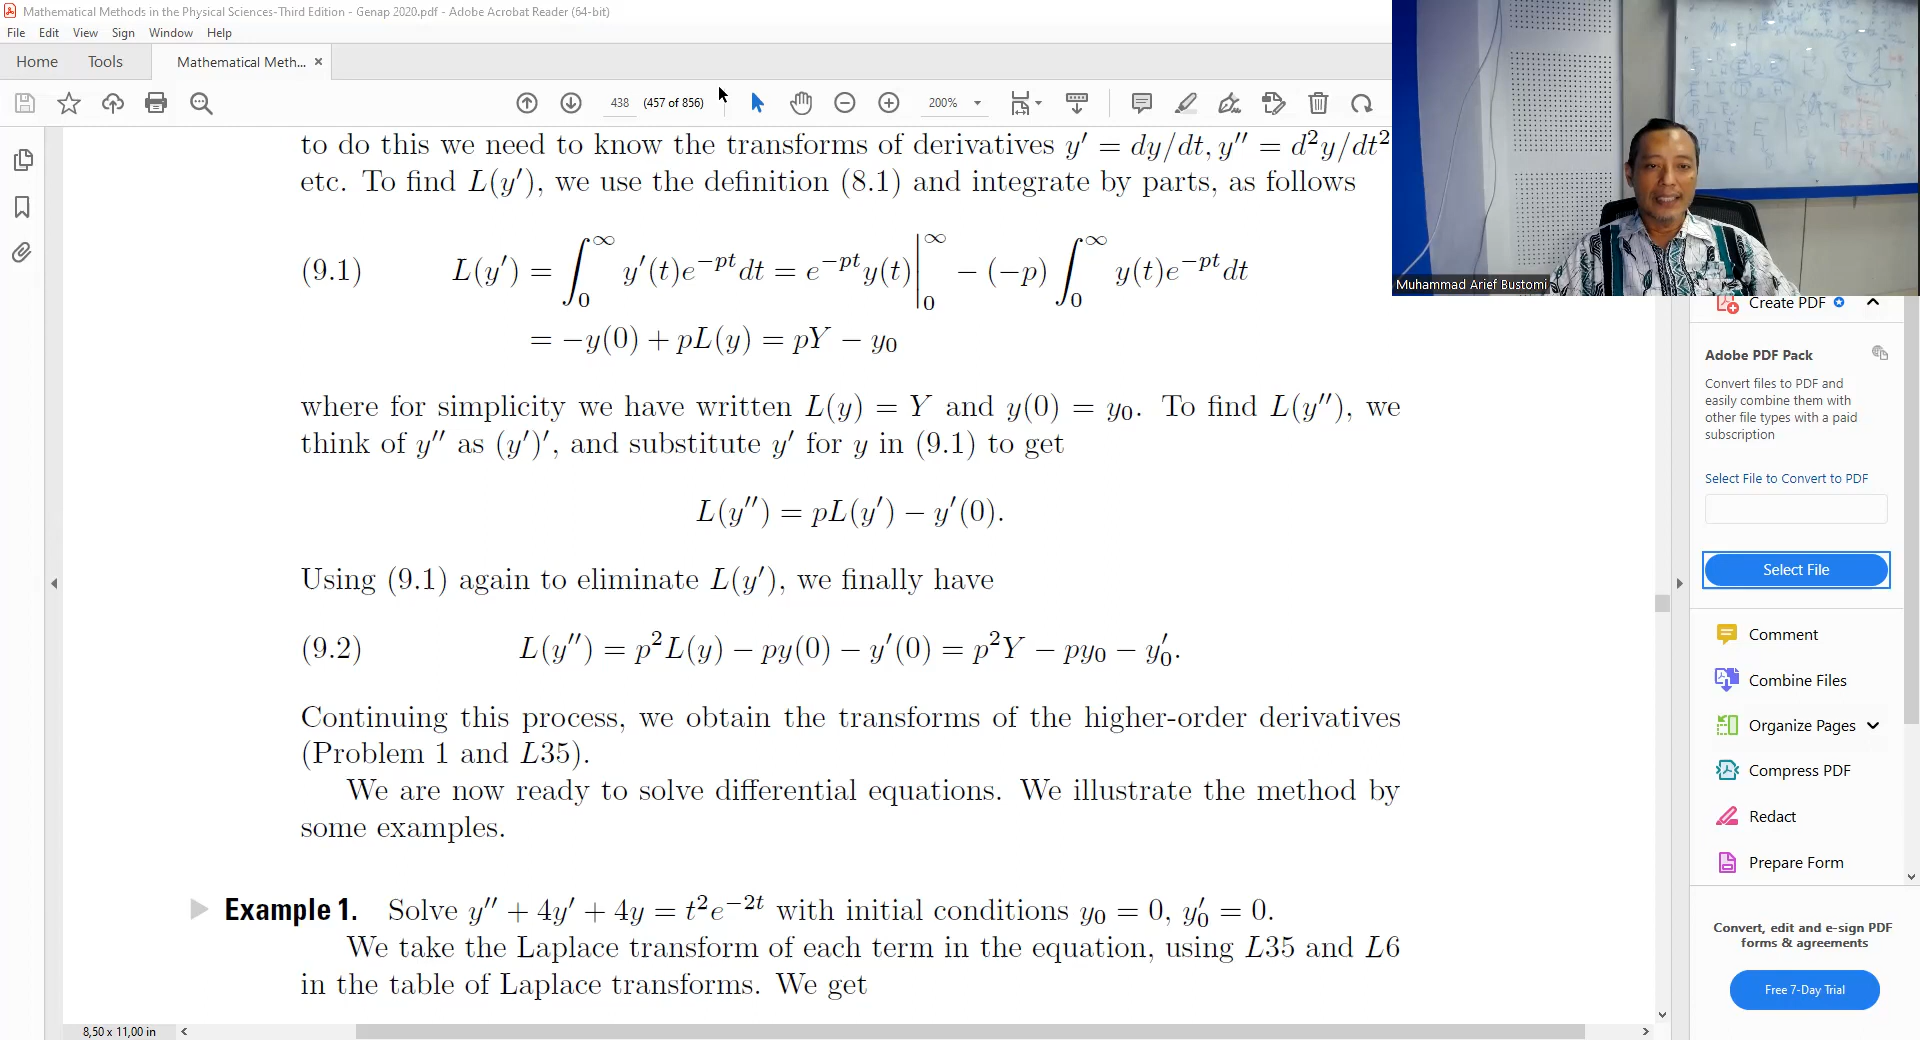 Mathematical Methods in the Physical Sciences-Third Edition - Genap 2020.pdf - Adobe Acrobat Reader (64-bit)
File Edit View Sign Window Help
Home Tools Mathematical Meth... ×
438 (457 of 856) 200%
to do this we need to know the transforms of derivatives y′ = dy/dt, y″ = d²y/dt²
etc. To find L(y′), we use the definition (8.1) and integrate by parts, as follows
(9.1) L(y′) = ∫₀^∞ y′(t)e^{−pt}dt = e^{−pt}y(t)|₀^∞ − (−p) ∫₀^∞ y(t)e^{−pt}dt
= −y(0) + pL(y) = pY − y₀
where for simplicity we have written L(y) = Y and y(0) = y₀. To find L(y″), we
think of y″ as (y′)′, and substitute y′ for y in (9.1) to get
L(y″) = pL(y′) − y′(0).
Using (9.1) again to eliminate L(y′), we finally have
(9.2) L(y″) = p²L(y) − py(0) − y′(0) = p²Y − py₀ − y₀′.
Continuing this process, we obtain the transforms of the higher-order derivatives
(Problem 1 and L35).
We are now ready to solve differential equations. We illustrate the method by
some examples.
Example 1. Solve y″ + 4y′ + 4y = t²e^{−2t} with initial conditions y₀ = 0, y₀′ = 0.
We take the Laplace transform of each term in the equation, using L35 and L6
in the table of Laplace transforms. We get
8,50 x 11,00 in
Muhammad Arief Bustomi
Create PDF
Adobe PDF Pack
Convert files to PDF and
easily combine them with
other file types with a paid
subscription
Select File to Convert to PDF
Select File
Comment
Combine Files
Organize Pages
Compress PDF
Redact
Prepare Form
Convert, edit and e-sign PDF
forms & agreements
Free 7-Day Trial